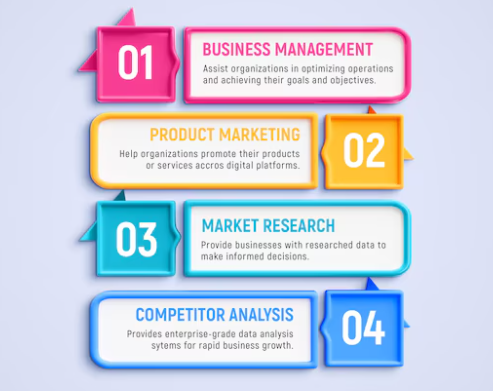 01
BUSINESS MANAGEMENT
Assist organizations in optimizing operations
and achieving their goals and objectives.
PRODUCT MARKETING
Help organizations promote their products
or services accros digital platforms.
02
03
MARKET RESEARCH
Provide businesses with researched data to
make informed decisions.
COMPETITOR ANALYSIS
Provides enterprise-grade data analysis
sytems for rapid business growth.
04